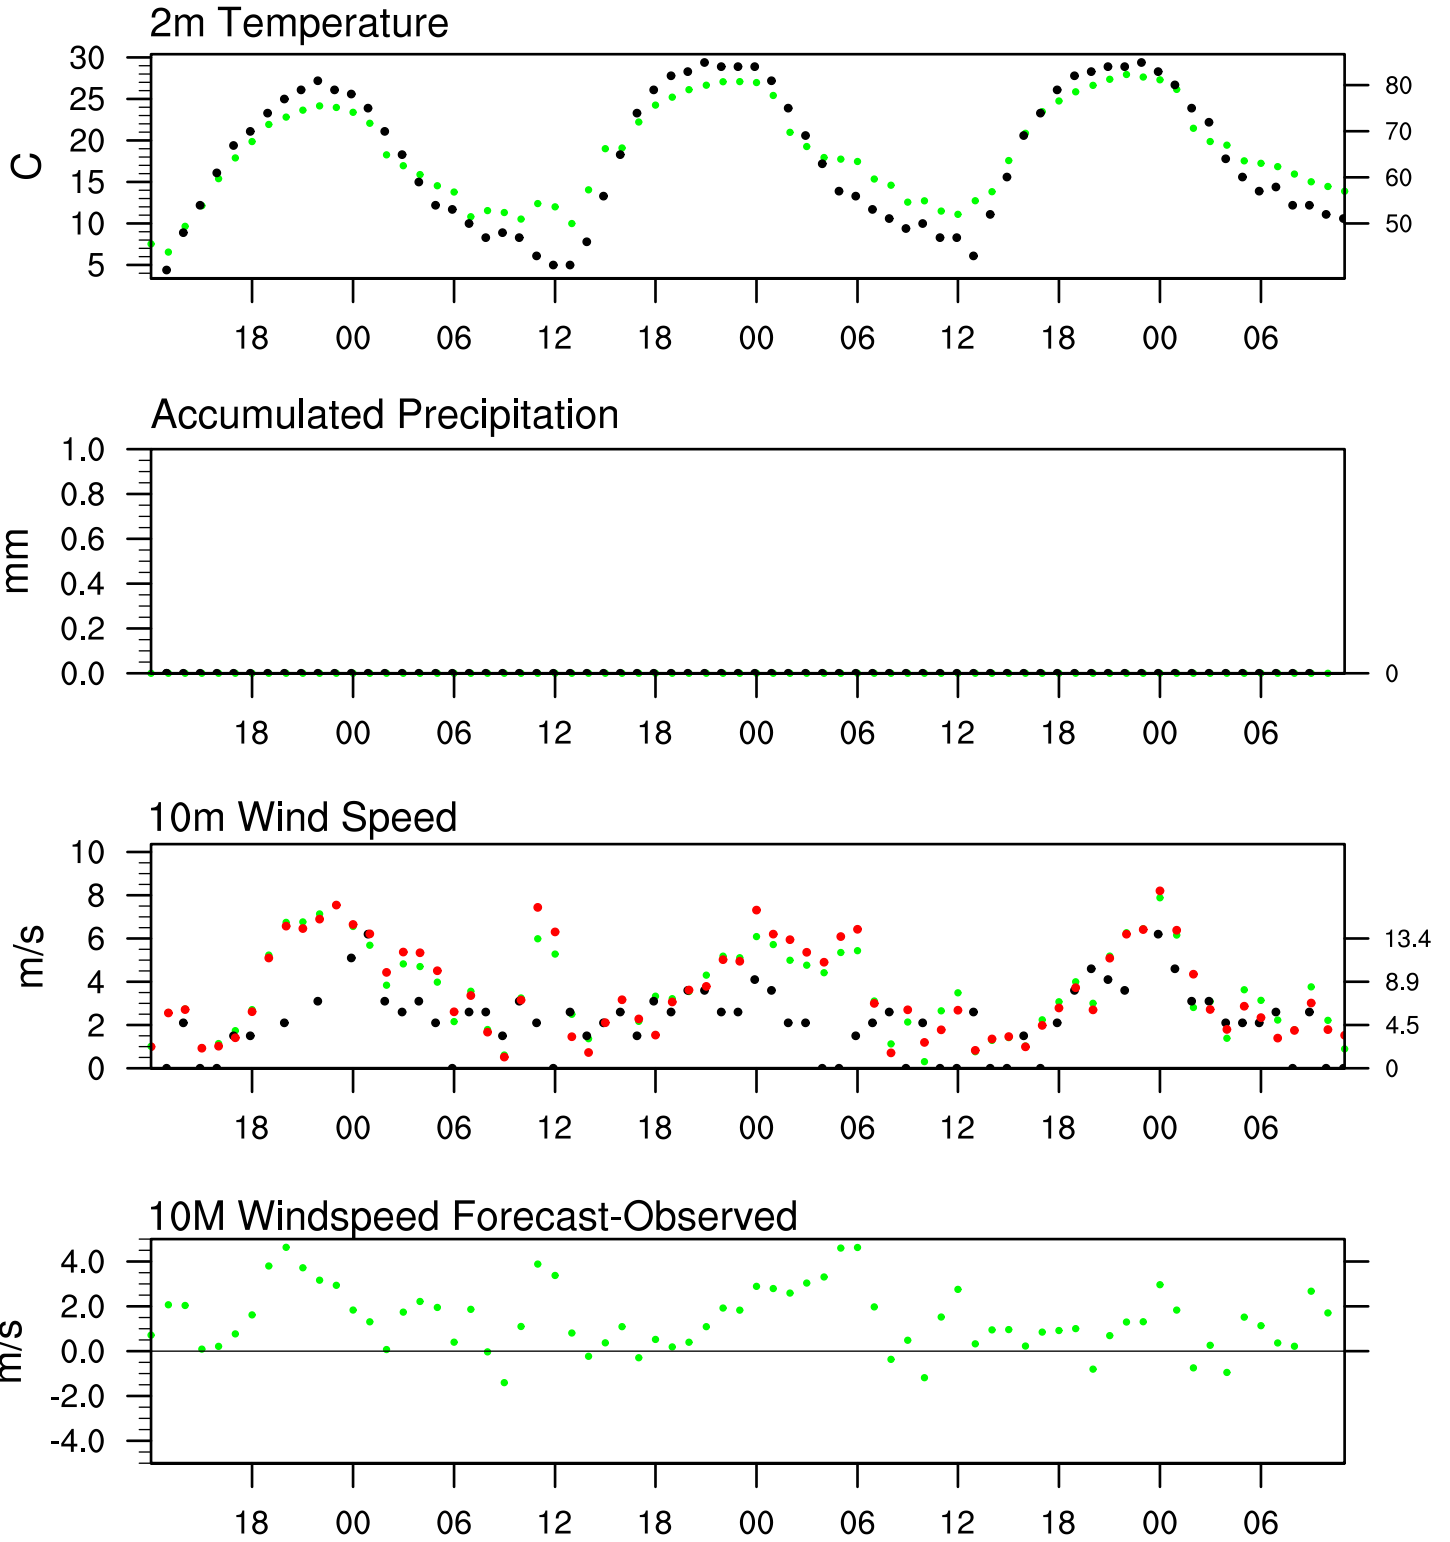 2m Temperature
30
25
20
15
10
5
C
80
70
60
50
18 00 06 12 18 00 06 12 18 00 06
Accumulated Precipitation
1.0
0.8
0.6
0.4
0.2
0.0
mm
0
18 00 06 12 18 00 06 12 18 00 06
10m Wind Speed
10
8
6
4
2
0
m/s
13.4
8.9
4.5
0
18 00 06 12 18 00 06 12 18 00 06
10M Windspeed Forecast-Observed
4.0
2.0
0.0
-2.0
-4.0
m/s
18 00 06 12 18 00 06 12 18 00 06